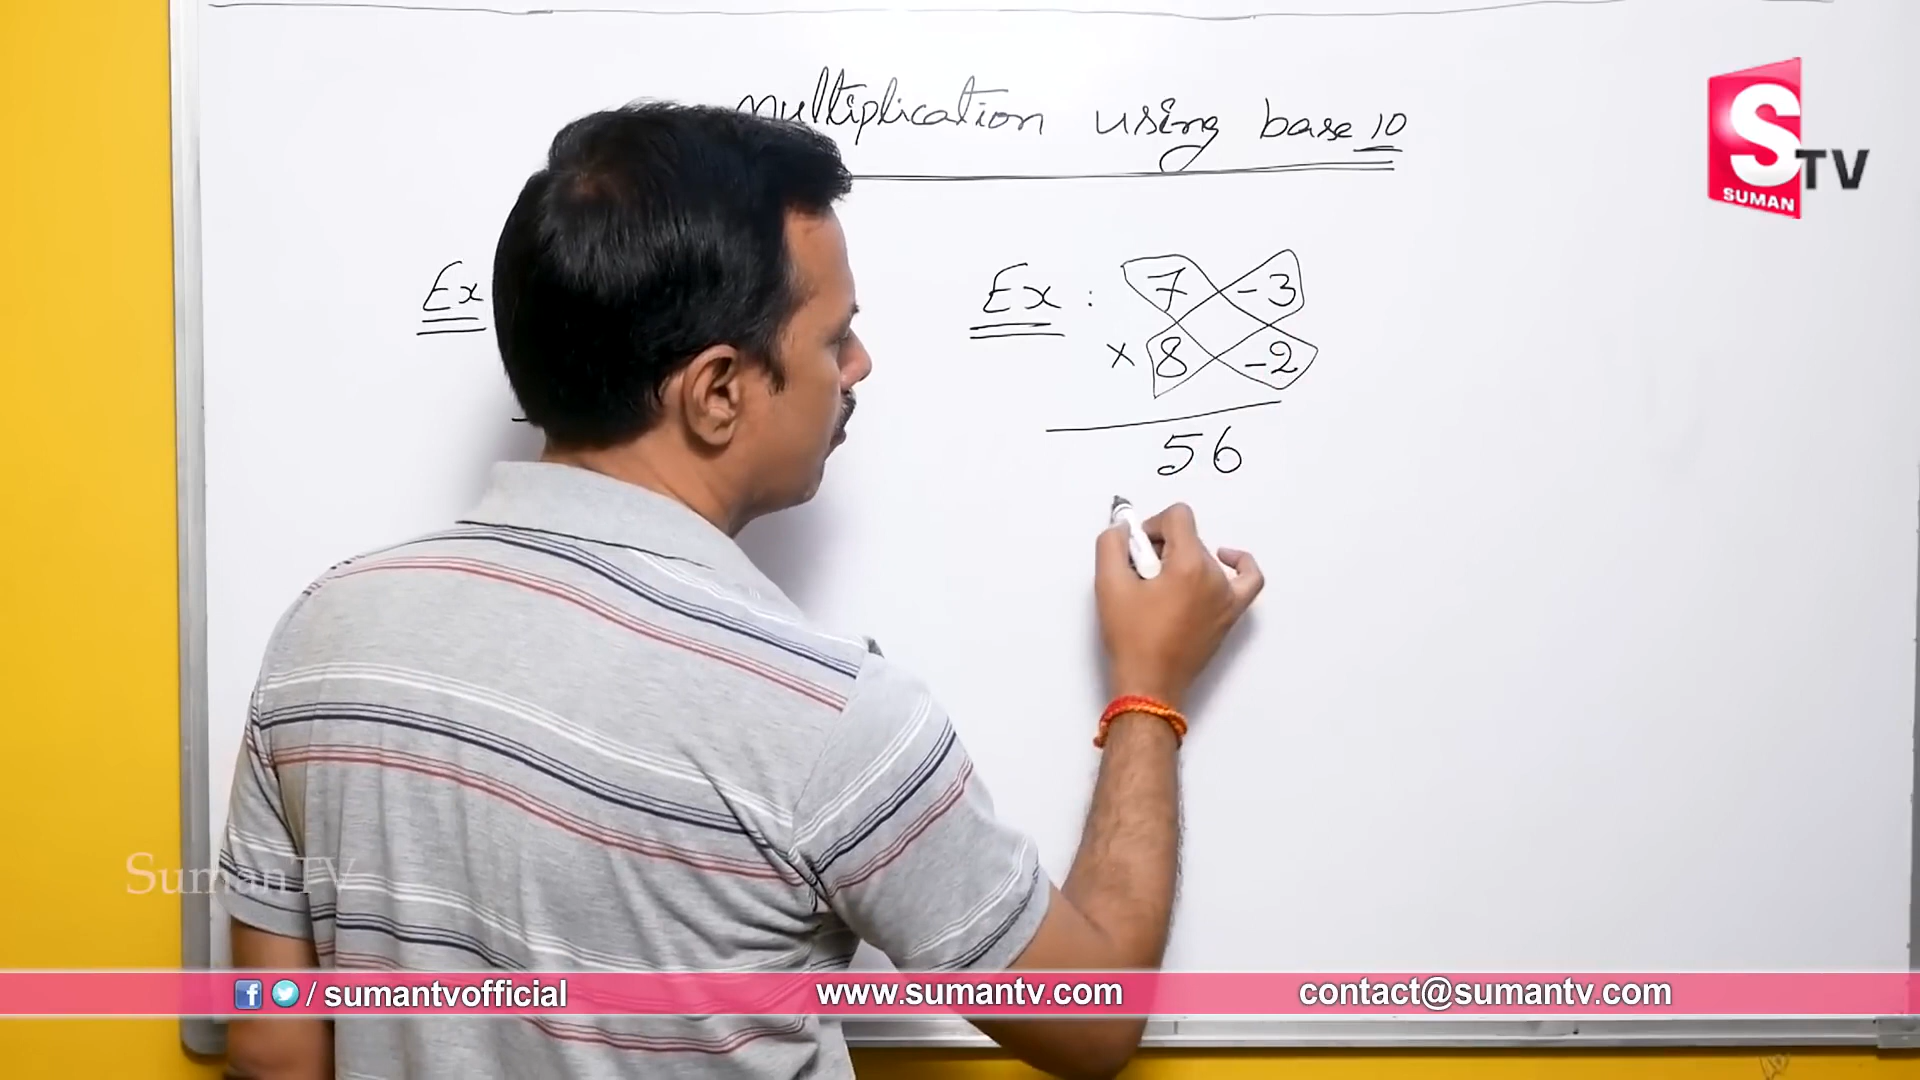 multiplication using base 10
S TV
SUMAN
Ex
Ex : 7 -3
× 8 -2
56
SumanTV
/ sumantvofficial
www.sumantv.com
contact@sumantv.com